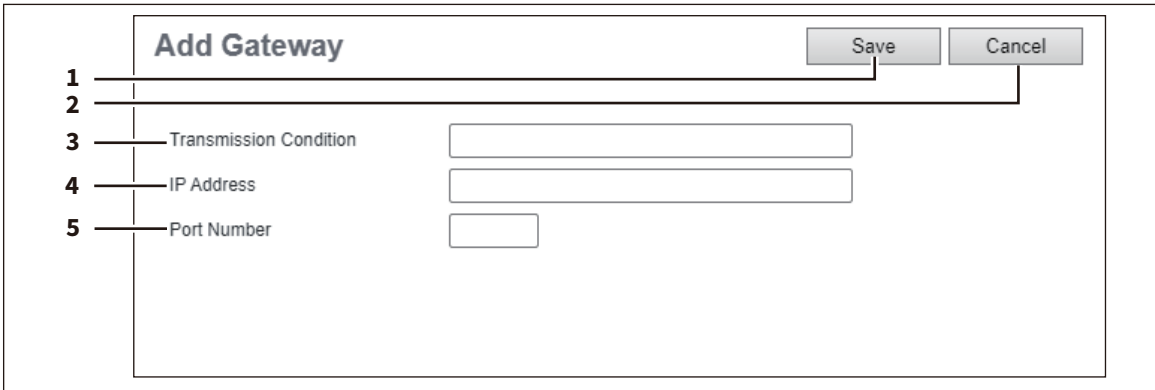 Add Gateway Save Cancel
1
2
3 Transmission Condition
4 IP Address
5 Port Number